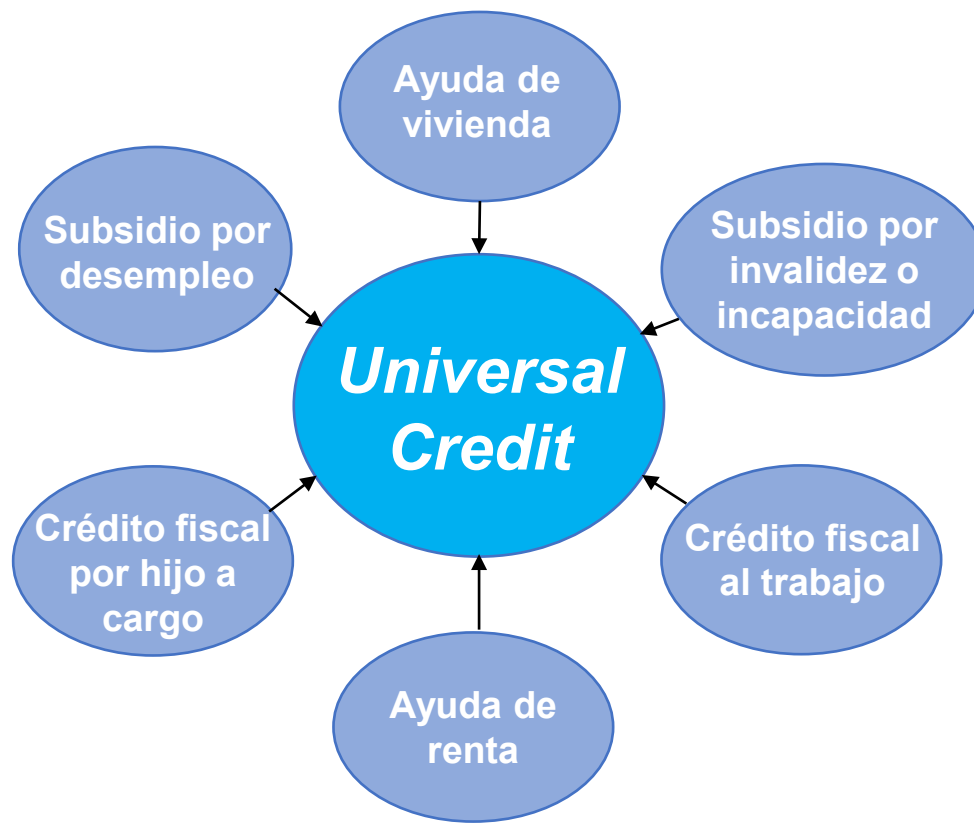 Ayuda de
vivienda
Subsidio por
desempleo
Subsidio por
invalidez o
incapacidad
Universal
Credit
Crédito fiscal
por hijo a
cargo
Crédito fiscal
al trabajo
Ayuda de
renta